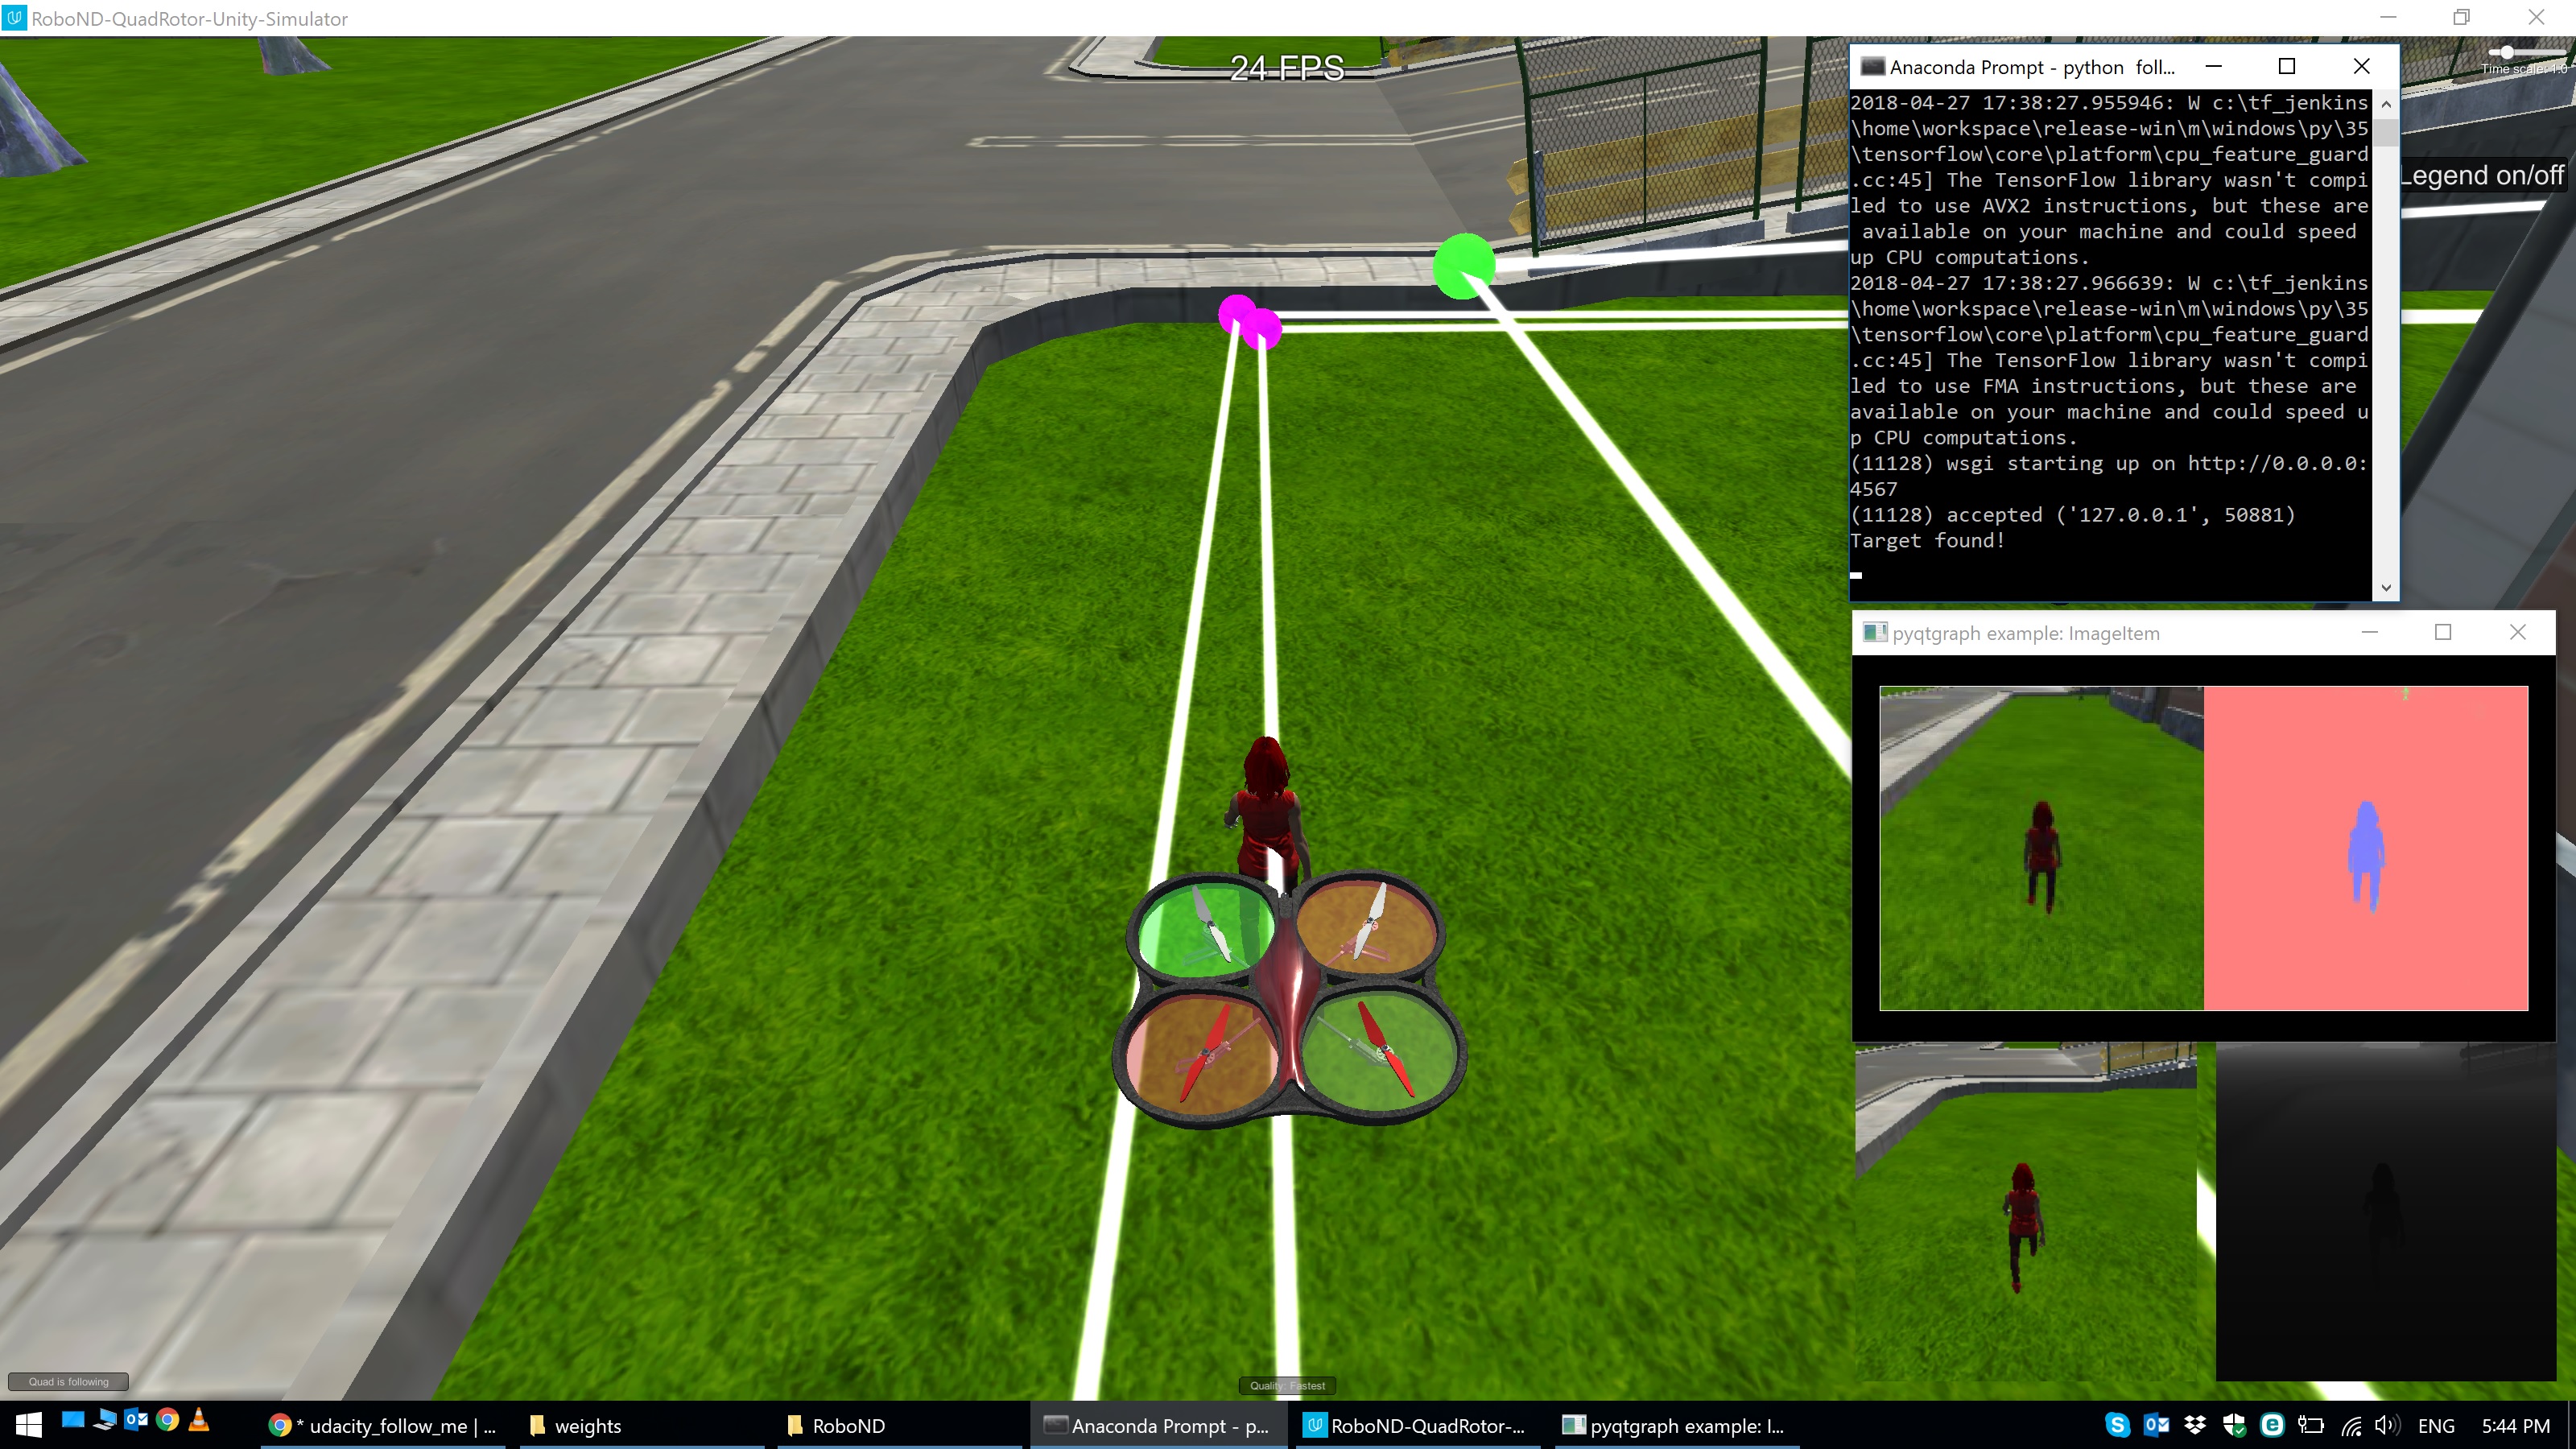 RoboND-QuadRotor-Unity-Simulator
24 FPS
Time scale: 1.0
Legend on/off
Anaconda Prompt - python  foll...
2018-04-27 17:38:27.955946: W c:\tf_jenkins
\home\workspace\release-win\m\windows\py\35
\tensorflow\core\platform\cpu_feature_guard
.cc:45] The TensorFlow library wasn't compi
led to use AVX2 instructions, but these are
 available on your machine and could speed
up CPU computations.
2018-04-27 17:38:27.966639: W c:\tf_jenkins
\home\workspace\release-win\m\windows\py\35
\tensorflow\core\platform\cpu_feature_guard
.cc:45] The TensorFlow library wasn't compi
led to use FMA instructions, but these are
available on your machine and could speed u
p CPU computations.
(11128) wsgi starting up on http://0.0.0.0:
4567
(11128) accepted ('127.0.0.1', 50881)
Target found!
pyqtgraph example: ImageItem
Quad is following
Quality: Fastest
* udacity_follow_me | ...
weights
RoboND
Anaconda Prompt - p...
RoboND-QuadRotor-...
pyqtgraph example: I...
ENG
5:44 PM